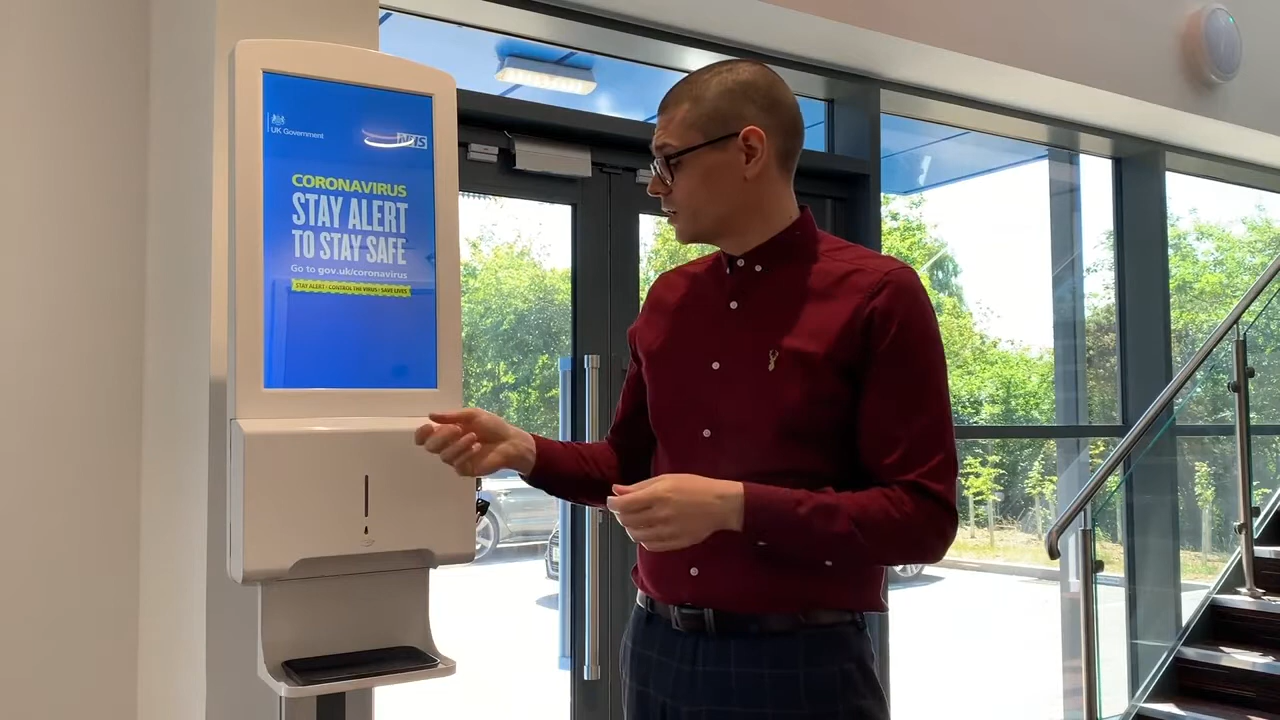 UK Government
NHS
CORONAVIRUS
STAY ALERT
TO STAY SAFE
Go to gov.uk/coronavirus
STAY ALERT · CONTROL THE VIRUS · SAVE LIVES